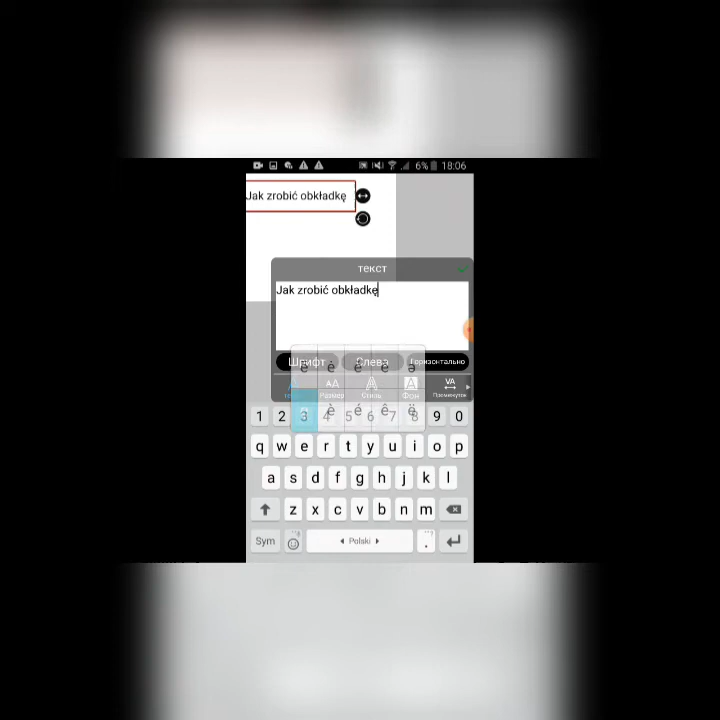 6% 18:06
Jak zrobić obkładkę
текст
Jak zrobić obkładkę
Шрифт Слева Горизонтально
Размер Стиль Фон Промежуток
1 2 3 4 5 6 7 8 9 0
q w e r t y u i o p
a s d f g h j k l
z x c v b n m
Sym Polski .